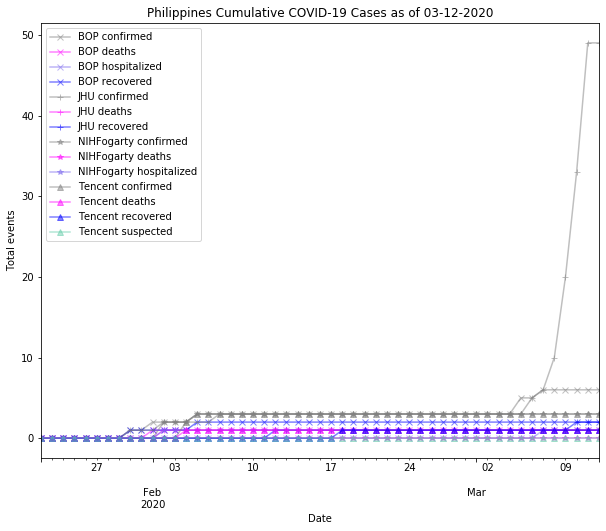 Philippines Cumulative COVID-19 Cases as of 03-12-2020
50
40
30
20
10
0
Total events
BOP confirmed
BOP deaths
BOP hospitalized
BOP recovered
JHU confirmed
JHU deaths
JHU recovered
NIHFogarty confirmed
NIHFogarty deaths
NIHFogarty hospitalized
Tencent confirmed
Tencent deaths
Tencent recovered
Tencent suspected
27 03 10 17 24 02 09
Feb Mar
2020
Date